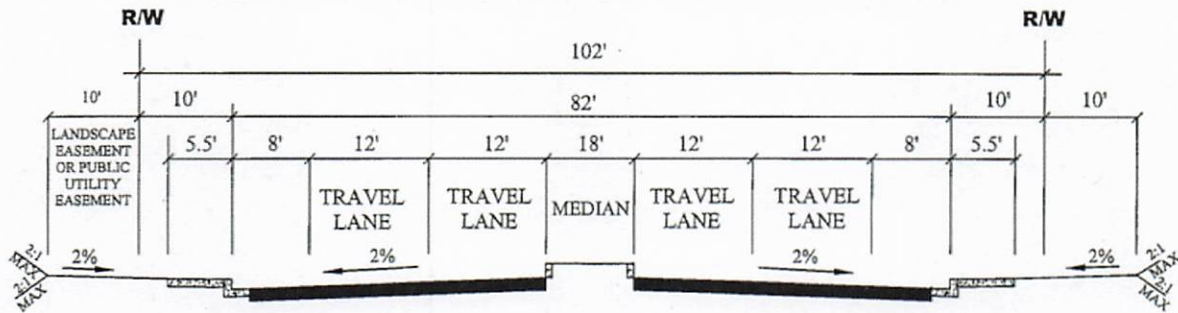 R/W R/W
102'
10' 10' 82' 10' 10'
LANDSCAPE
EASEMENT
OR PUBLIC
UTILITY
EASEMENT
5.5' 8' 12' 12' 18' 12' 12' 8' 5.5'
TRAVEL
LANE
TRAVEL
LANE
MEDIAN
TRAVEL
LANE
TRAVEL
LANE
2:1
MAX
2:1
MAX
2% 2% 2% 2%
2:1
MAX
2:1
MAX